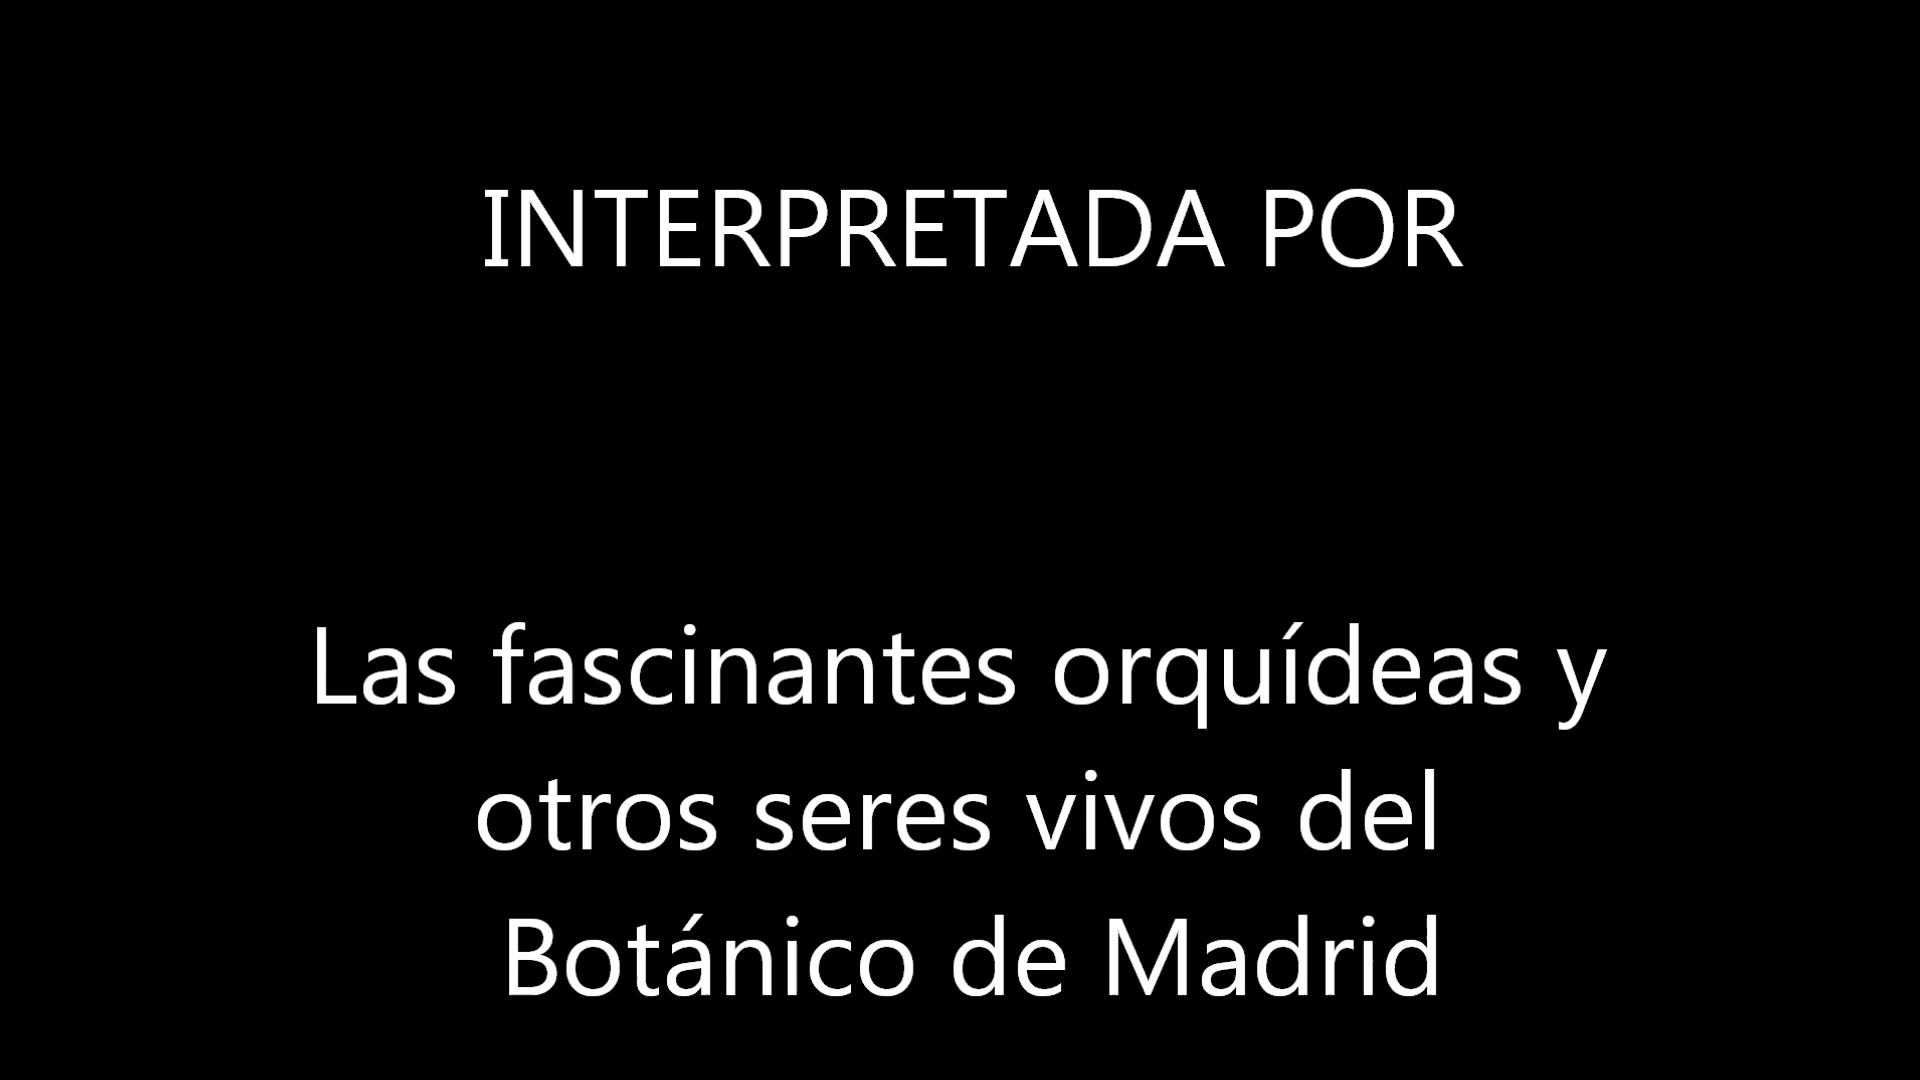 INTERPRETADA POR
Las fascinantes orquídeas y
otros seres vivos del
Botánico de Madrid